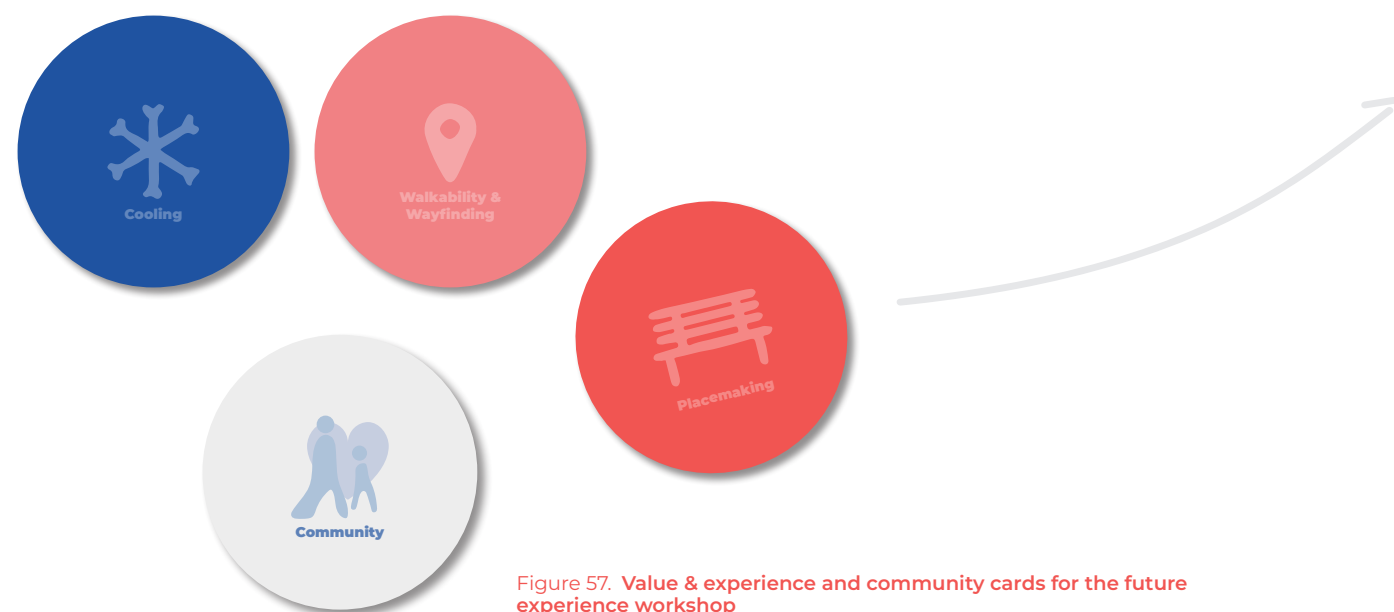 Cooling
Walkability &
Wayfinding
Placemaking
Community
Figure 57. Value & experience and community cards for the future
experience workshop